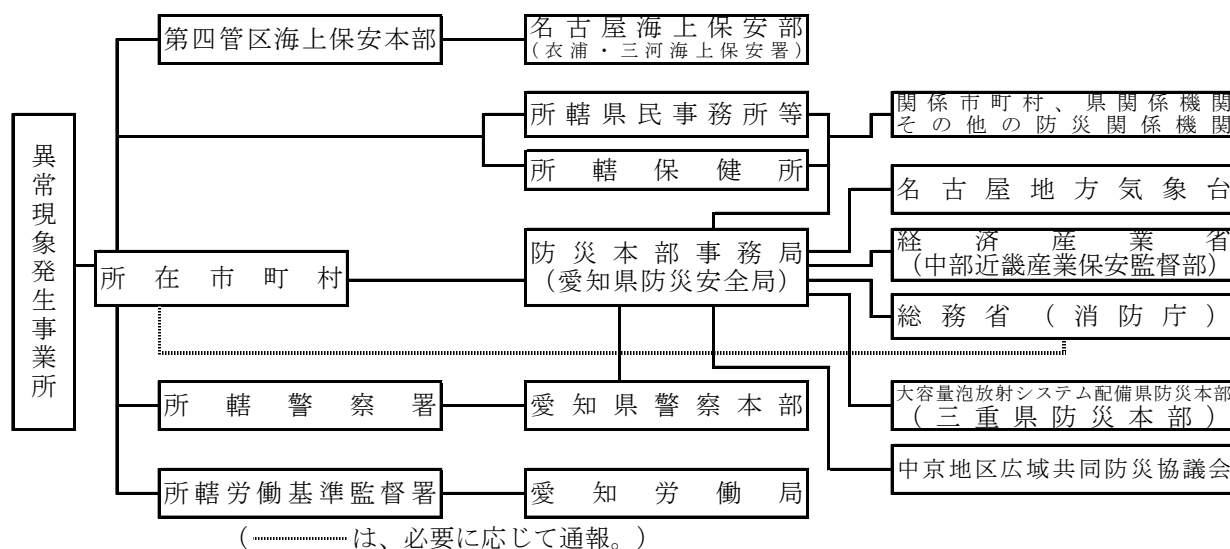 第四管区海上保安本部
名古屋海上保安部
(衣浦・三河海上保安署)
所轄県民事務所等
所轄保健所
関係市町村、県関係機関
その他の防災関係機関
異常現象発生事業所
所在市町村
防災本部事務局
(愛知県防災安全局)
名古屋地方気象台
経済産業省
(中部近畿産業保安監督部)
総務省(消防庁)
所轄警察署
愛知県警察本部
大容量泡放射システム配備県防災本部
(三重県防災本部)
中京地区広域共同防災協議会
所轄労働基準監督署
愛知労働局
(┈┈┈は、必要に応じて通報。)